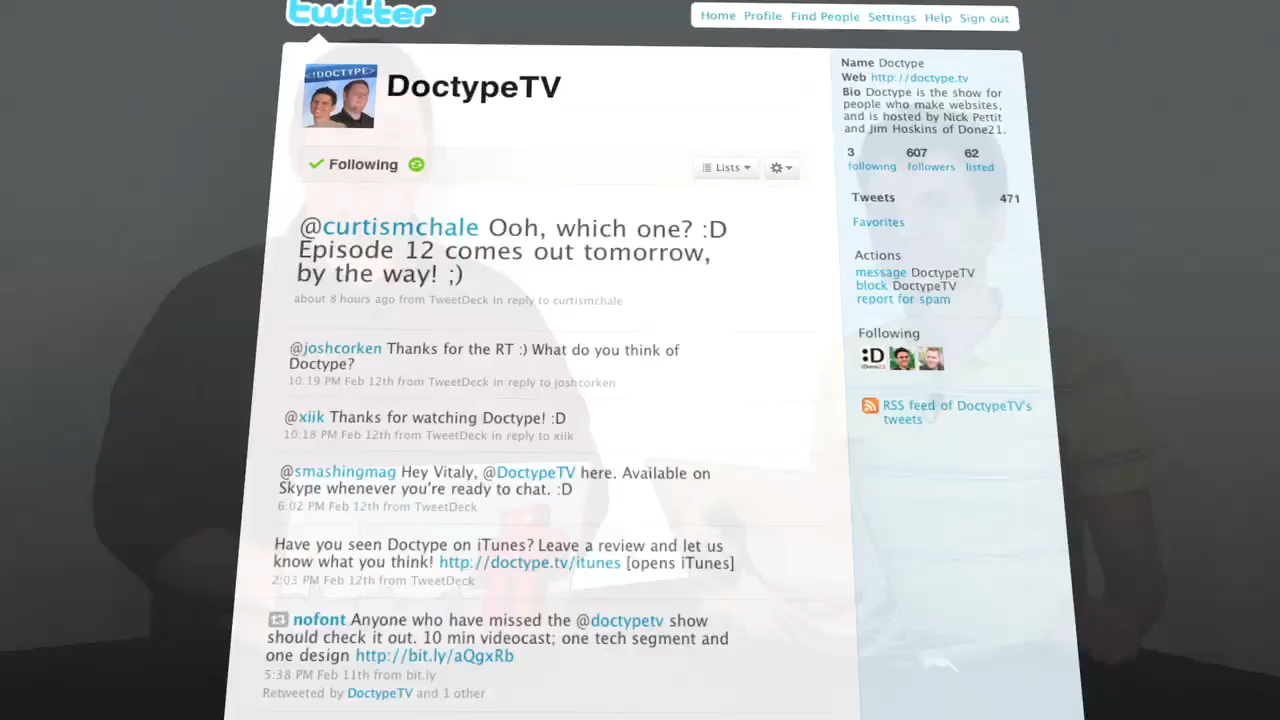 twitter
Home Profile Find People Settings Help Sign out
<!DOCTYPE>
DoctypeTV
Following
Lists
@curtismchale Ooh, which one? :D
Episode 12 comes out tomorrow,
by the way! ;)
about 8 hours ago from TweetDeck in reply to curtismchale
@joshcorken Thanks for the RT :) What do you think of
Doctype?
10:19 PM Feb 12th from TweetDeck in reply to joshcorken
@xiik Thanks for watching Doctype! :D
10:18 PM Feb 12th from TweetDeck in reply to xiik
@smashingmag Hey Vitaly, @DoctypeTV here. Available on
Skype whenever you're ready to chat. :D
6:02 PM Feb 12th from TweetDeck
Have you seen Doctype on iTunes? Leave a review and let us
know what you think! http://doctype.tv/itunes [opens iTunes]
2:03 PM Feb 12th from TweetDeck
nofont Anyone who have missed the @doctypetv show
should check it out. 10 min videocast; one tech segment and
one design http://bit.ly/aQgxRb
5:38 PM Feb 11th from bit.ly
Retweeted by DoctypeTV and 1 other
Name Doctype
Web http://doctype.tv
Bio Doctype is the show for
people who make websites,
and is hosted by Nick Pettit
and Jim Hoskins of Done21.
3 607 62
following followers listed
Tweets 471
Favorites
Actions
message DoctypeTV
block DoctypeTV
report for spam
Following
:D
RSS feed of DoctypeTV's
tweets